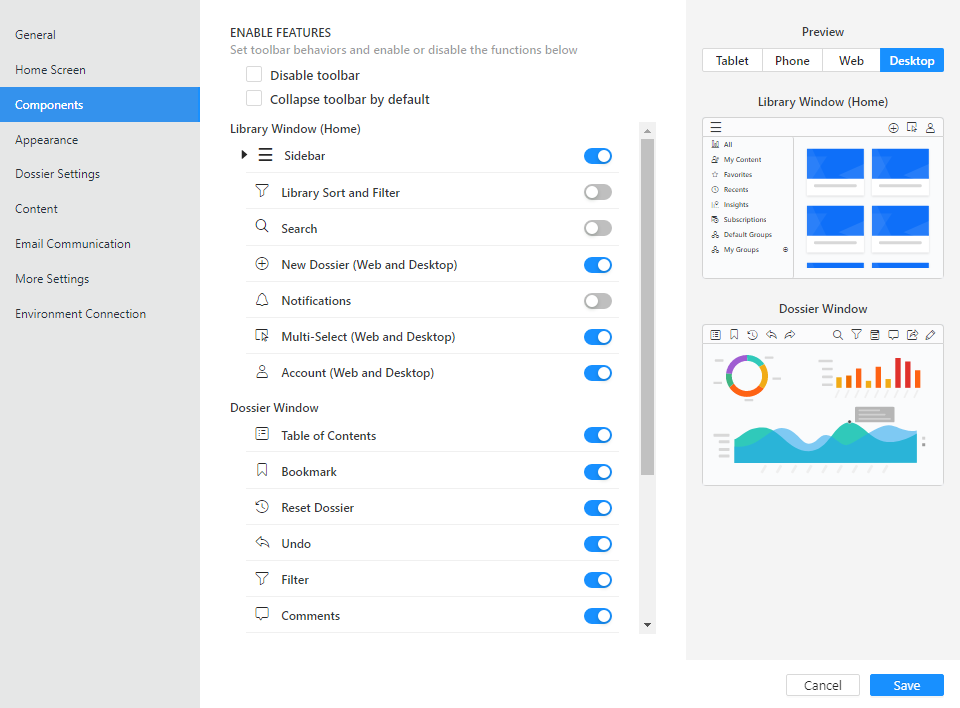 General
Home Screen
Components
Appearance
Dossier Settings
Content
Email Communication
More Settings
Environment Connection
ENABLE FEATURES
Set toolbar behaviors and enable or disable the functions below
Disable toolbar
Collapse toolbar by default
Library Window (Home)
Sidebar
Library Sort and Filter
Search
New Dossier (Web and Desktop)
Notifications
Multi-Select (Web and Desktop)
Account (Web and Desktop)
Dossier Window
Table of Contents
Bookmark
Reset Dossier
Undo
Filter
Comments
Preview
Tablet Phone Web Desktop
Library Window (Home)
All
My Content
Favorites
Recents
Insights
Subscriptions
Default Groups
My Groups
Dossier Window
Cancel Save